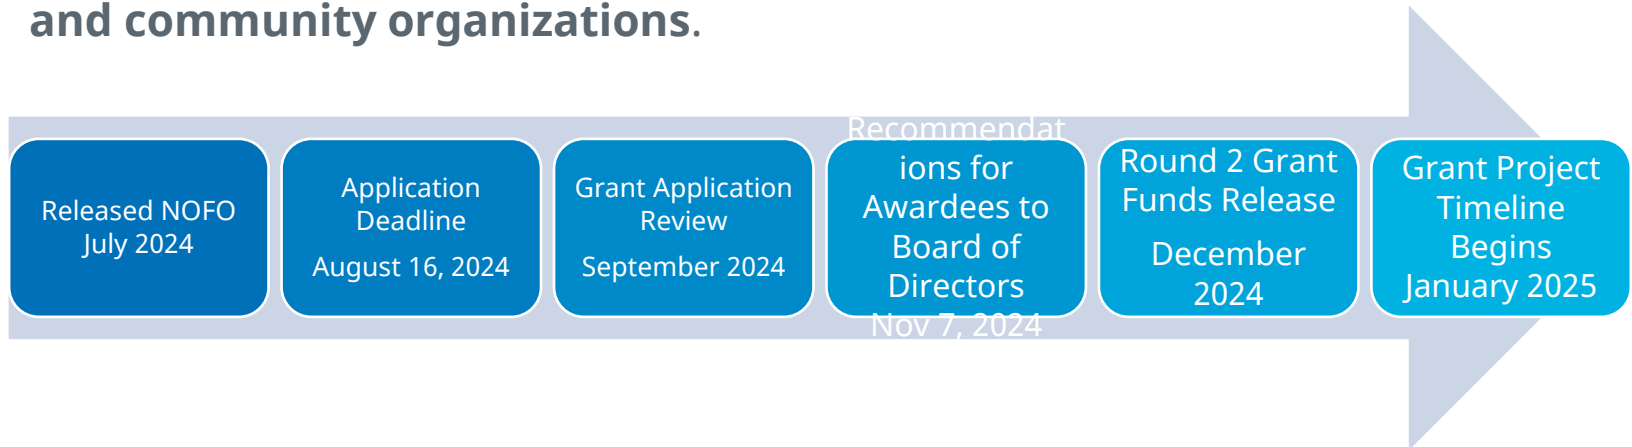 and community organizations.
Released NOFO
July 2024
Application
Deadline
August 16, 2024
Grant Application
Review
September 2024
Recommendat
ions for
Awardees to
Board of
Directors
Nov 7, 2024
Round 2 Grant
Funds Release
December
2024
Grant Project
Timeline
Begins
January 2025